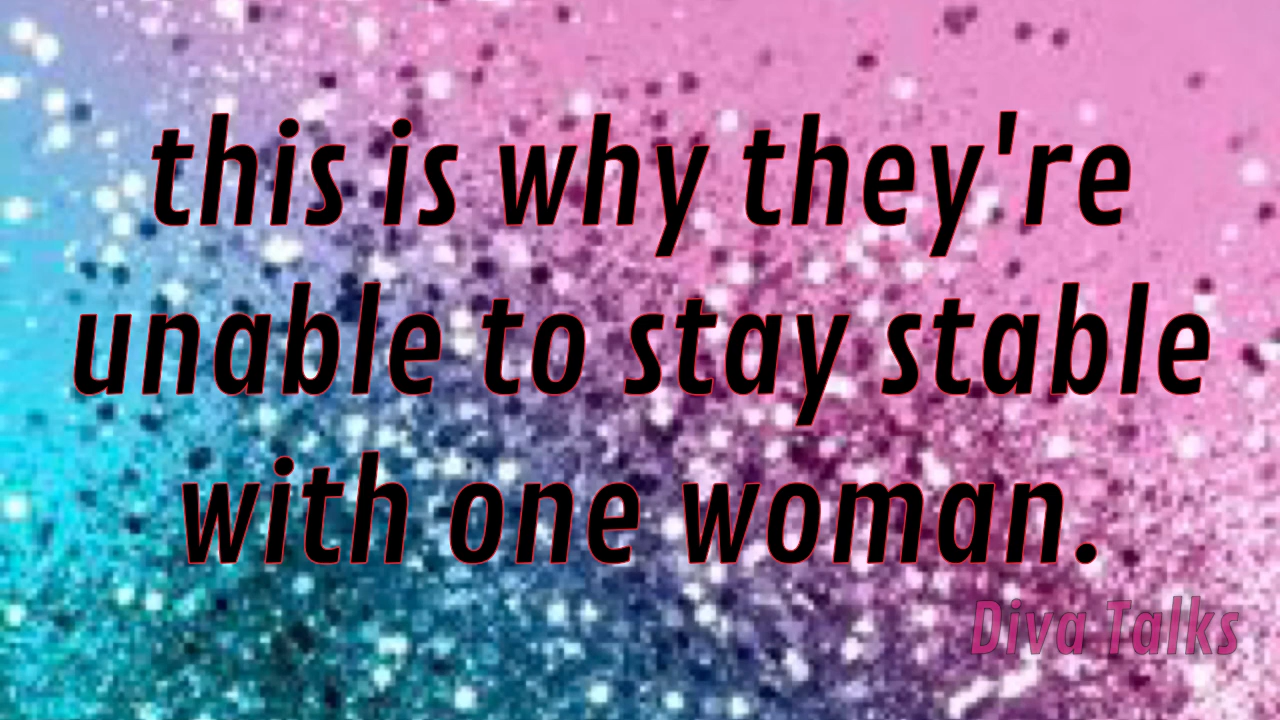 this is why they're
unable to stay stable
with one woman.
Diva Talks